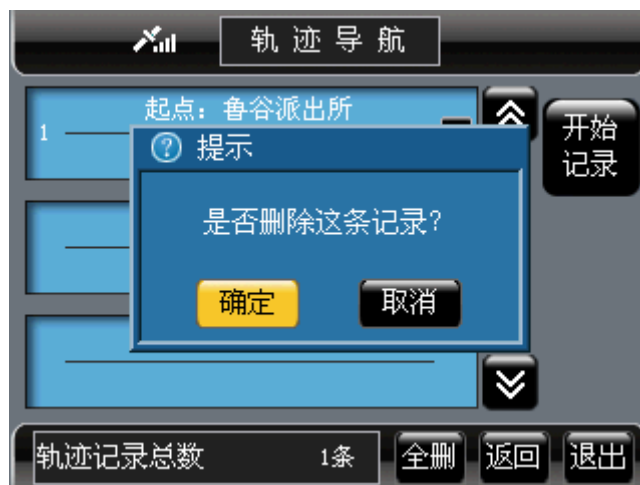 轨迹导航
1
起点：鲁谷派出所
开始
记录
提示
是否删除这条记录?
确定 取消
轨迹记录总数 1条 全删 返回 退出